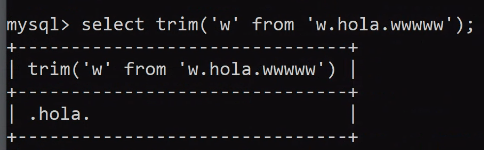 mysql> select trim('w' from 'w.hola.wwwww');
+-------------------------------+
| trim('w' from 'w.hola.wwwww') |
+-------------------------------+
| .hola.                        |
+-------------------------------+